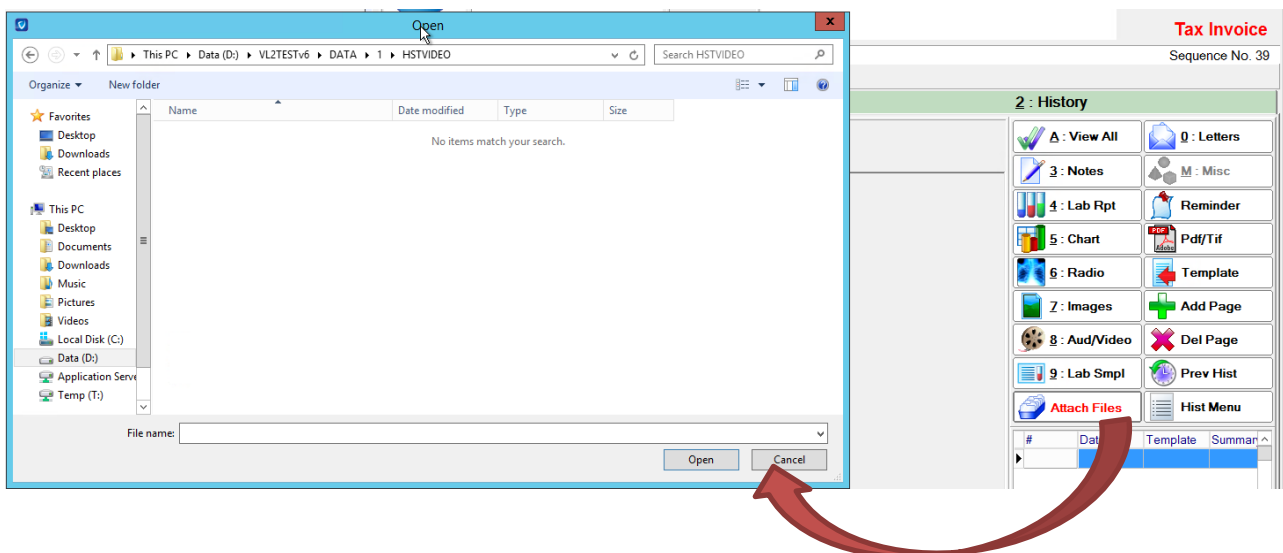 Open
x
This PC ▸ Data (D:) ▸ VL2TESTv6 ▸ DATA ▸ 1 ▸ HSTVIDEO
Search HSTVIDEO
Organize
New folder
Name
Date modified
Type
Size
No items match your search.
Favorites
Desktop
Downloads
Recent places
This PC
Desktop
Documents
Downloads
Music
Pictures
Videos
Local Disk (C:)
Data (D:)
Application Serve
Temp (T:)
File name:
Open
Cancel
Tax Invoice
Sequence No. 39
2 : History
A : View All
0 : Letters
3 : Notes
M : Misc
4 : Lab Rpt
Reminder
5 : Chart
PDF
Adobe
Pdf/Tif
6 : Radio
Template
7 : Images
Add Page
8 : Aud/Video
Del Page
9 : Lab Smpl
Prev Hist
Attach Files
Hist Menu
#
Dat
Template
Summar